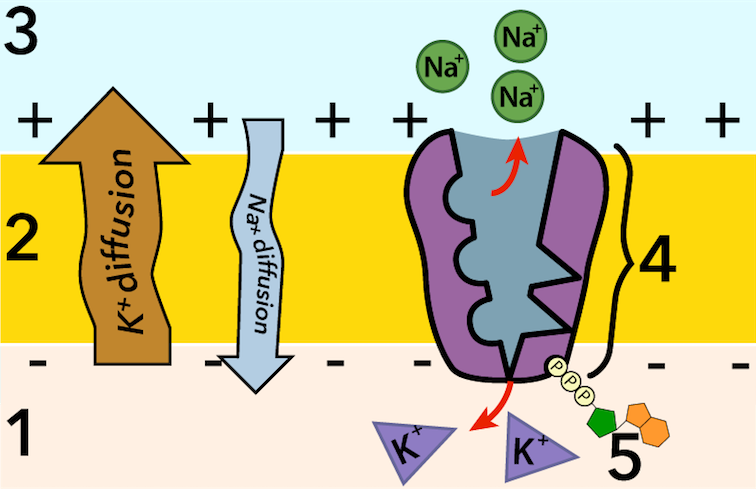 3
Na+
Na+
Na+
+ + + + + +
2
K+ diffusion
Na+ diffusion
4
- - - - - -
P
P
P
1
K+
K+
5